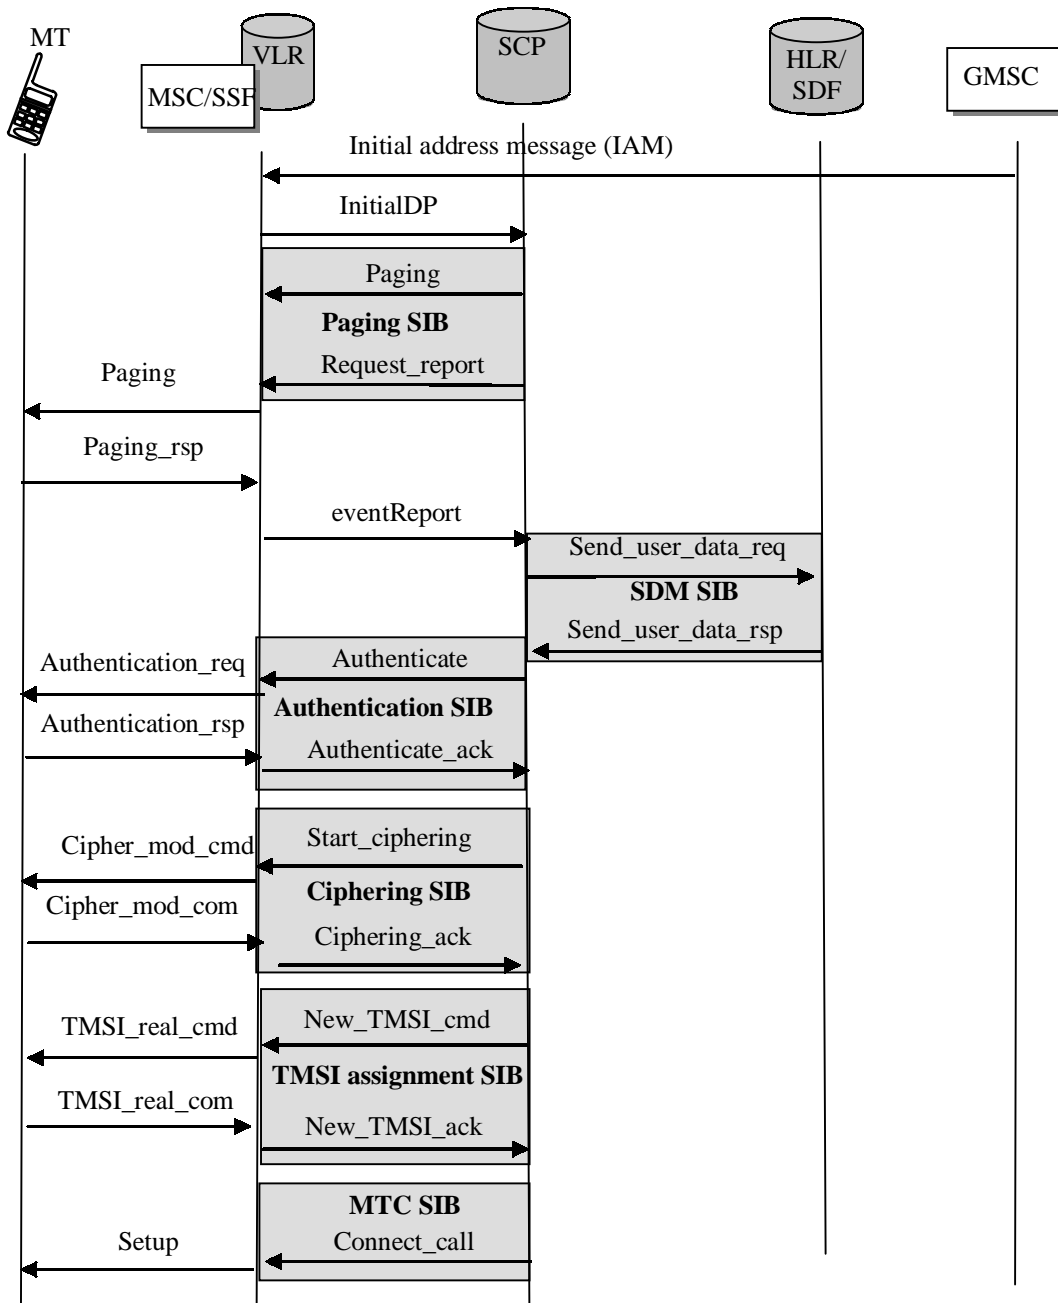 MT
VLR
MSC/SSF
SCP
HLR/
SDF
GMSC
Initial address message (IAM)
InitialDP
Paging
Paging SIB
Request_report
Paging
Paging_rsp
eventReport
Send_user_data_req
SDM SIB
Send_user_data_rsp
Authenticate
Authentication_req
Authentication SIB
Authentication_rsp
Authenticate_ack
Start_ciphering
Cipher_mod_cmd
Ciphering SIB
Cipher_mod_com
Ciphering_ack
New_TMSI_cmd
TMSI_real_cmd
TMSI assignment SIB
TMSI_real_com
New_TMSI_ack
MTC SIB
Setup
Connect_call